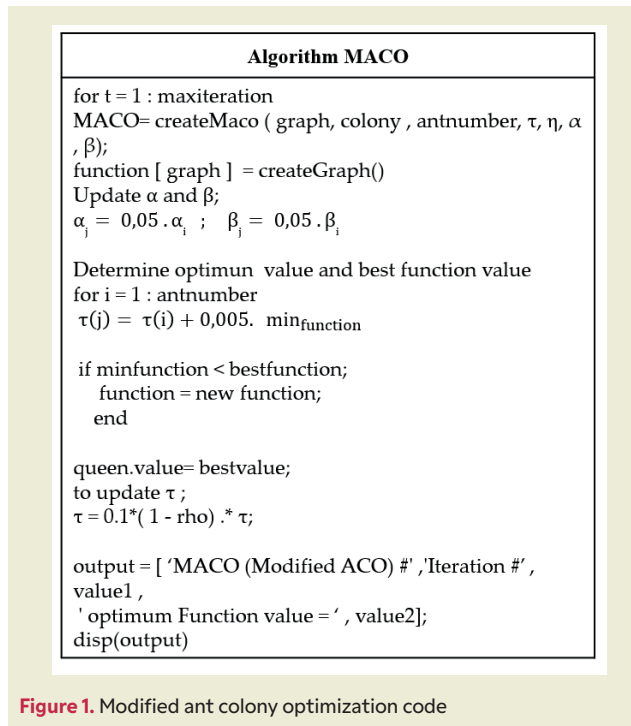 Algorithm MACO
for t = 1 : maxiteration
MACO= createMaco ( graph, colony , antnumber, τ, η, α
, β);
function [ graph ] = createGraph()
Update α and β;
αj = 0,05 . αi ; βj = 0,05 . βi
Determine optimun value and best function value
for i = 1 : antnumber
τ(j) = τ(i) + 0,005. minfunction
if minfunction < bestfunction;
function = new function;
end
queen.value= bestvalue;
to update τ ;
τ = 0.1*( 1 - rho) .* τ;
output = [ ‘MACO (Modified ACO) #' ,'Iteration #’ ,
value1 ,
' optimum Function value = ‘ , value2];
disp(output)
Figure 1. Modified ant colony optimization code